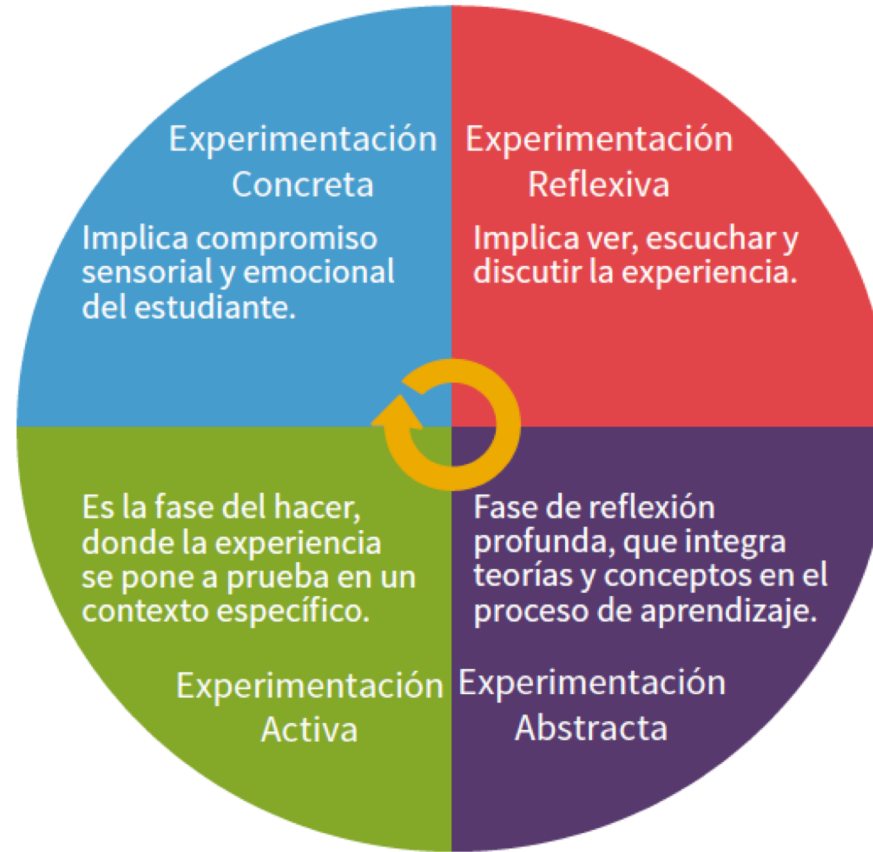 Experimentación
Concreta
Implica compromiso
sensorial y emocional
del estudiante.
Experimentación
Reflexiva
Implica ver, escuchar y
discutir la experiencia.
Es la fase del hacer,
donde la experiencia
se pone a prueba en un
contexto específico.
Experimentación
Activa
Fase de reflexión
profunda, que integra
teorías y conceptos en el
proceso de aprendizaje.
Experimentación
Abstracta